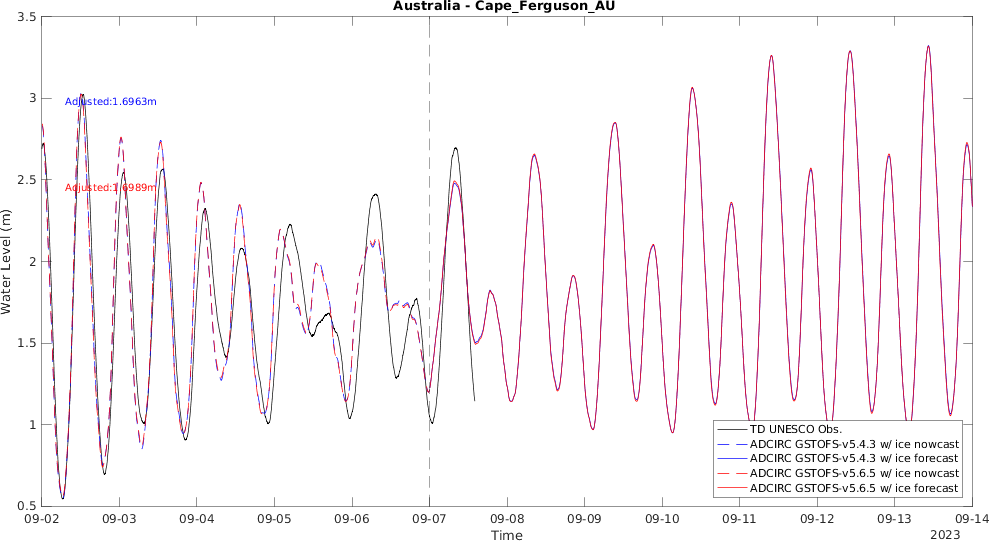 Australia - Cape_Ferguson_AU
3.5
3
2.5
2
1.5
1
0.5
Water Level (m)
Adjusted:1.6963m
Adjusted:1.6989m
TD UNESCO Obs.
ADCIRC GSTOFS-v5.4.3 w/ ice nowcast
ADCIRC GSTOFS-v5.4.3 w/ ice forecast
ADCIRC GSTOFS-v5.6.5 w/ ice nowcast
ADCIRC GSTOFS-v5.6.5 w/ ice forecast
09-02 09-03 09-04 09-05 09-06 09-07 09-08 09-09 09-10 09-11 09-12 09-13 09-14
Time
2023